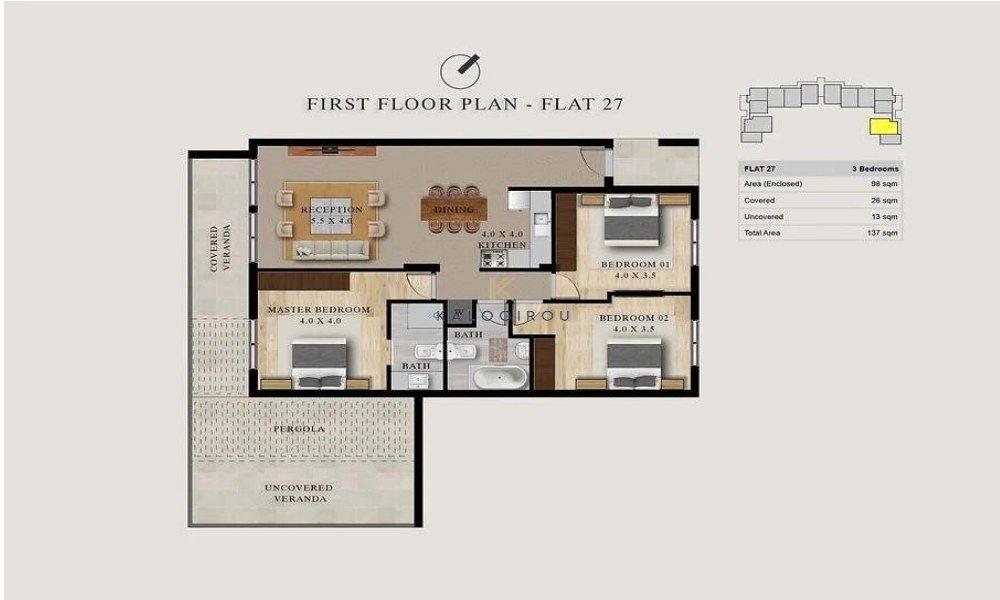 FIRST FLOOR PLAN - FLAT 27
FLAT 27 3 Bedrooms
Area (Enclosed) 98 sqm
Covered 26 sqm
Uncovered 13 sqm
Total Area 137 sqm
RECEPTION
5.5 X 4.0
DINING
4.0 X 4.0
KITCHEN
COVERED
VERANDA
BEDROOM 01
4.0 X 3.5
MASTER BEDROOM
4.0 X 4.0
W
KALOGIROU
BEDROOM 02
4.0 X 3.5
BATH
BATH
PERGOLA
UNCOVERED
VERANDA